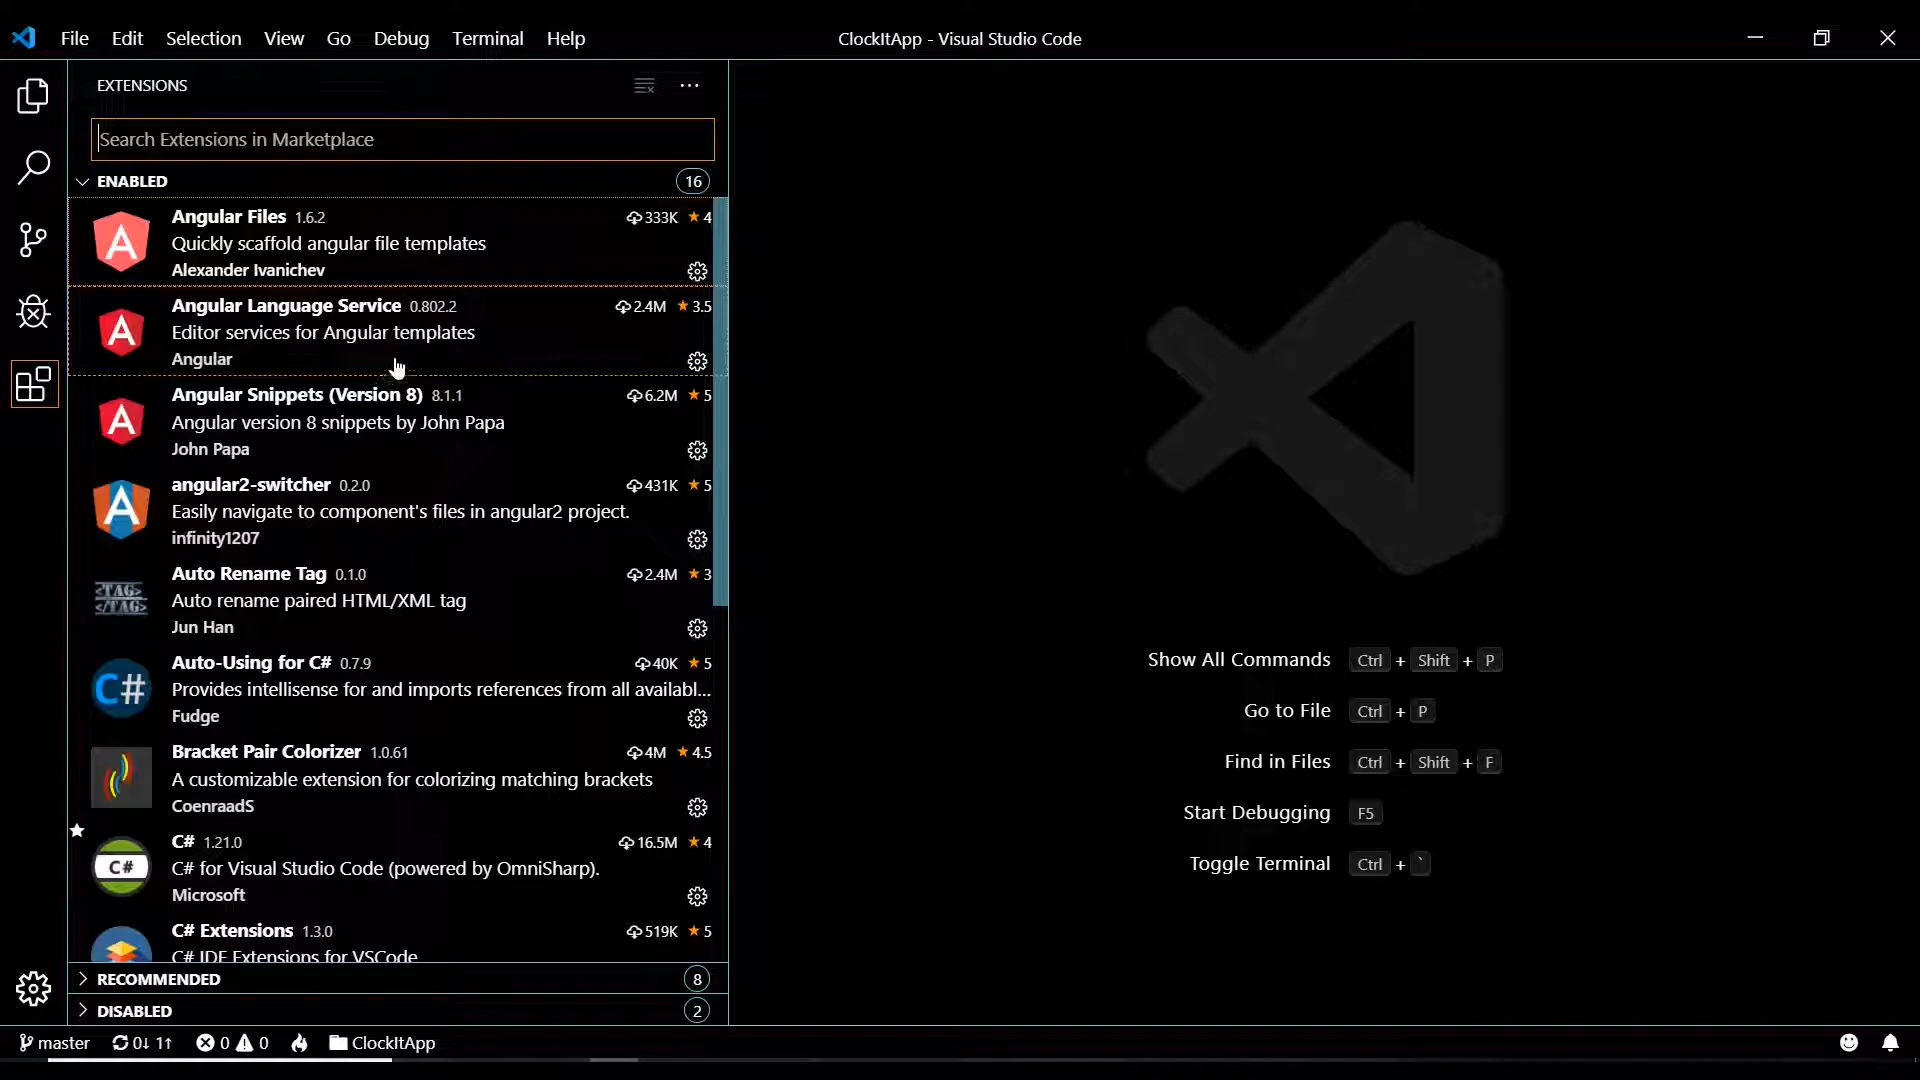 File Edit Selection View Go Debug Terminal Help
ClockItApp - Visual Studio Code
EXTENSIONS
Search Extensions in Marketplace
ENABLED 16
Angular Files 1.6.2 333K ★ 4
Quickly scaffold angular file templates
Alexander Ivanichev
Angular Language Service 0.802.2 2.4M ★ 3.5
Editor services for Angular templates
Angular
Angular Snippets (Version 8) 8.1.1 6.2M ★ 5
Angular version 8 snippets by John Papa
John Papa
angular2-switcher 0.2.0 431K ★ 5
Easily navigate to component's files in angular2 project.
infinity1207
<TAG>
</TAG>
Auto Rename Tag 0.1.0 2.4M ★ 3
Auto rename paired HTML/XML tag
Jun Han
C#
Auto-Using for C# 0.7.9 40K ★ 5
Provides intellisense for and imports references from all availabl...
Fudge
Bracket Pair Colorizer 1.0.61 4M ★ 4.5
A customizable extension for colorizing matching brackets
CoenraadS
C#
C# 1.21.0 16.5M ★ 4
C# for Visual Studio Code (powered by OmniSharp).
Microsoft
C# Extensions 1.3.0 519K ★ 5
C# IDE Extensions for VSCode
RECOMMENDED 8
DISABLED 2
Show All Commands Ctrl + Shift + P
Go to File Ctrl + P
Find in Files Ctrl + Shift + F
Start Debugging F5
Toggle Terminal Ctrl + `
master 0↓ 1↑ 0 0 ClockItApp